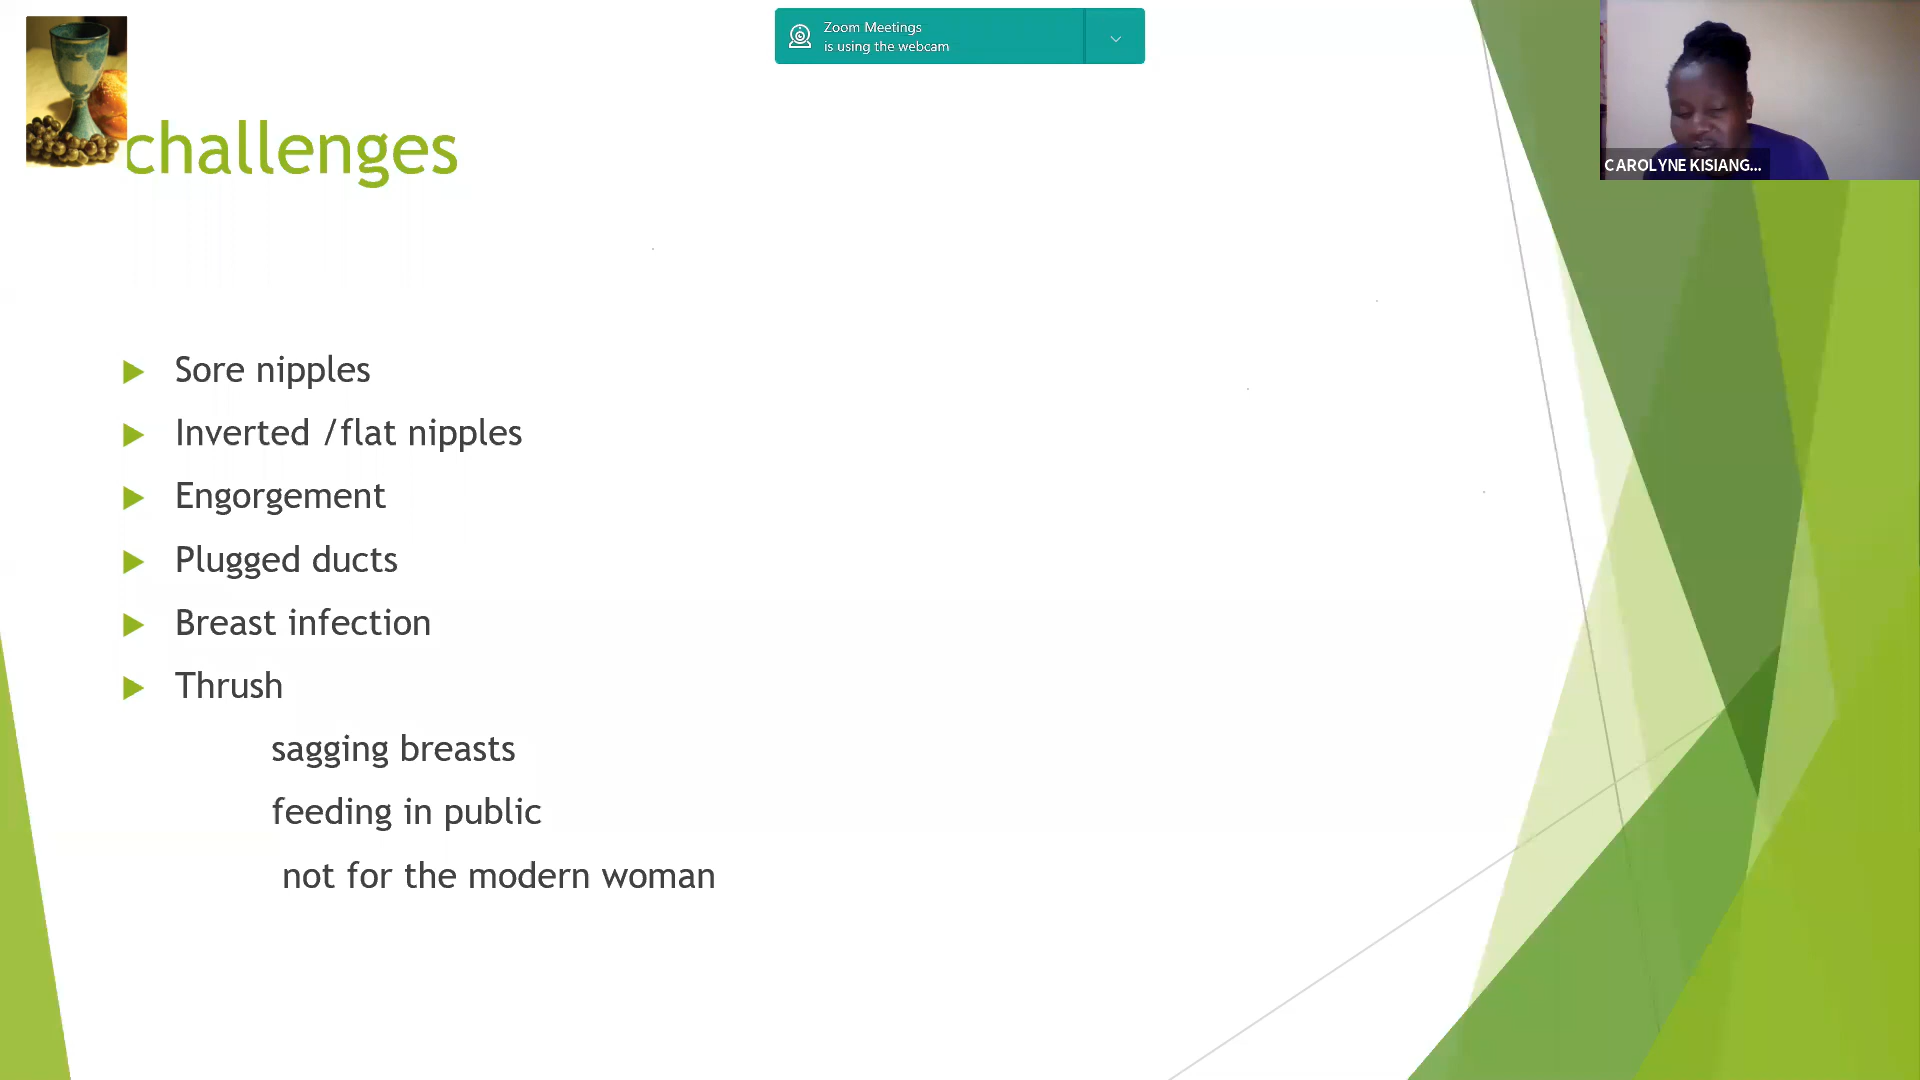 Zoom Meetings
is using the webcam
CAROLYNE KISIANG...
challenges
Sore nipples
Inverted /flat nipples
Engorgement
Plugged ducts
Breast infection
Thrush
sagging breasts
feeding in public
not for the modern woman